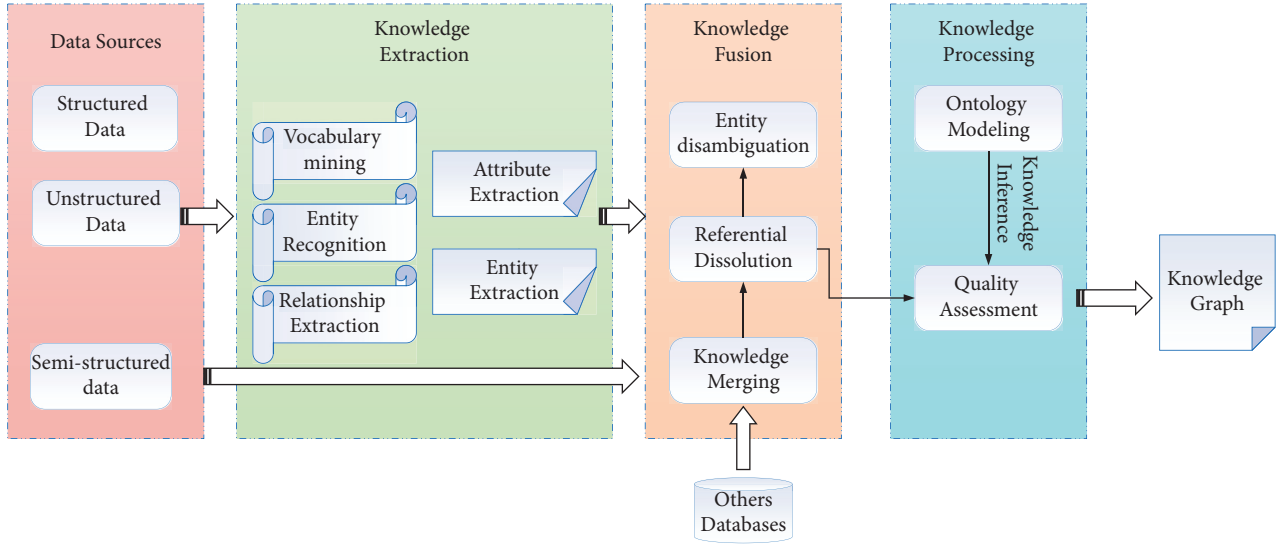 Data Sources
Structured
Data
Unstructured
Data
Semi-structured
data
Knowledge
Extraction
Vocabulary
mining
Entity
Recognition
Relationship
Extraction
Attribute
Extraction
Entity
Extraction
Knowledge
Fusion
Entity
disambiguation
Referential
Dissolution
Knowledge
Merging
Others
Databases
Knowledge
Processing
Ontology
Modeling
Knowledge
Inference
Quality
Assessment
Knowledge
Graph